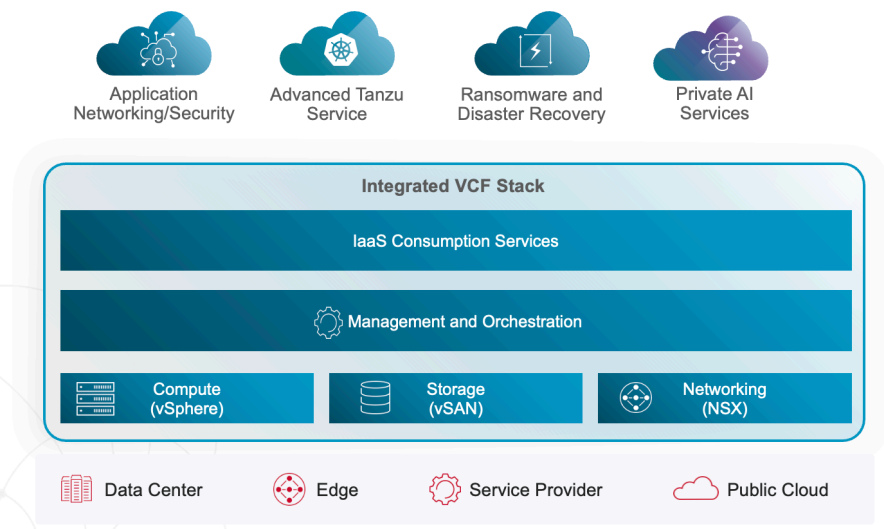 Application
Networking/Security
Advanced Tanzu
Service
Ransomware and
Disaster Recovery
Private AI
Services
Integrated VCF Stack
IaaS Consumption Services
Management and Orchestration
Compute
(vSphere)
Storage
(vSAN)
Networking
(NSX)
Data Center
Edge
Service Provider
Public Cloud